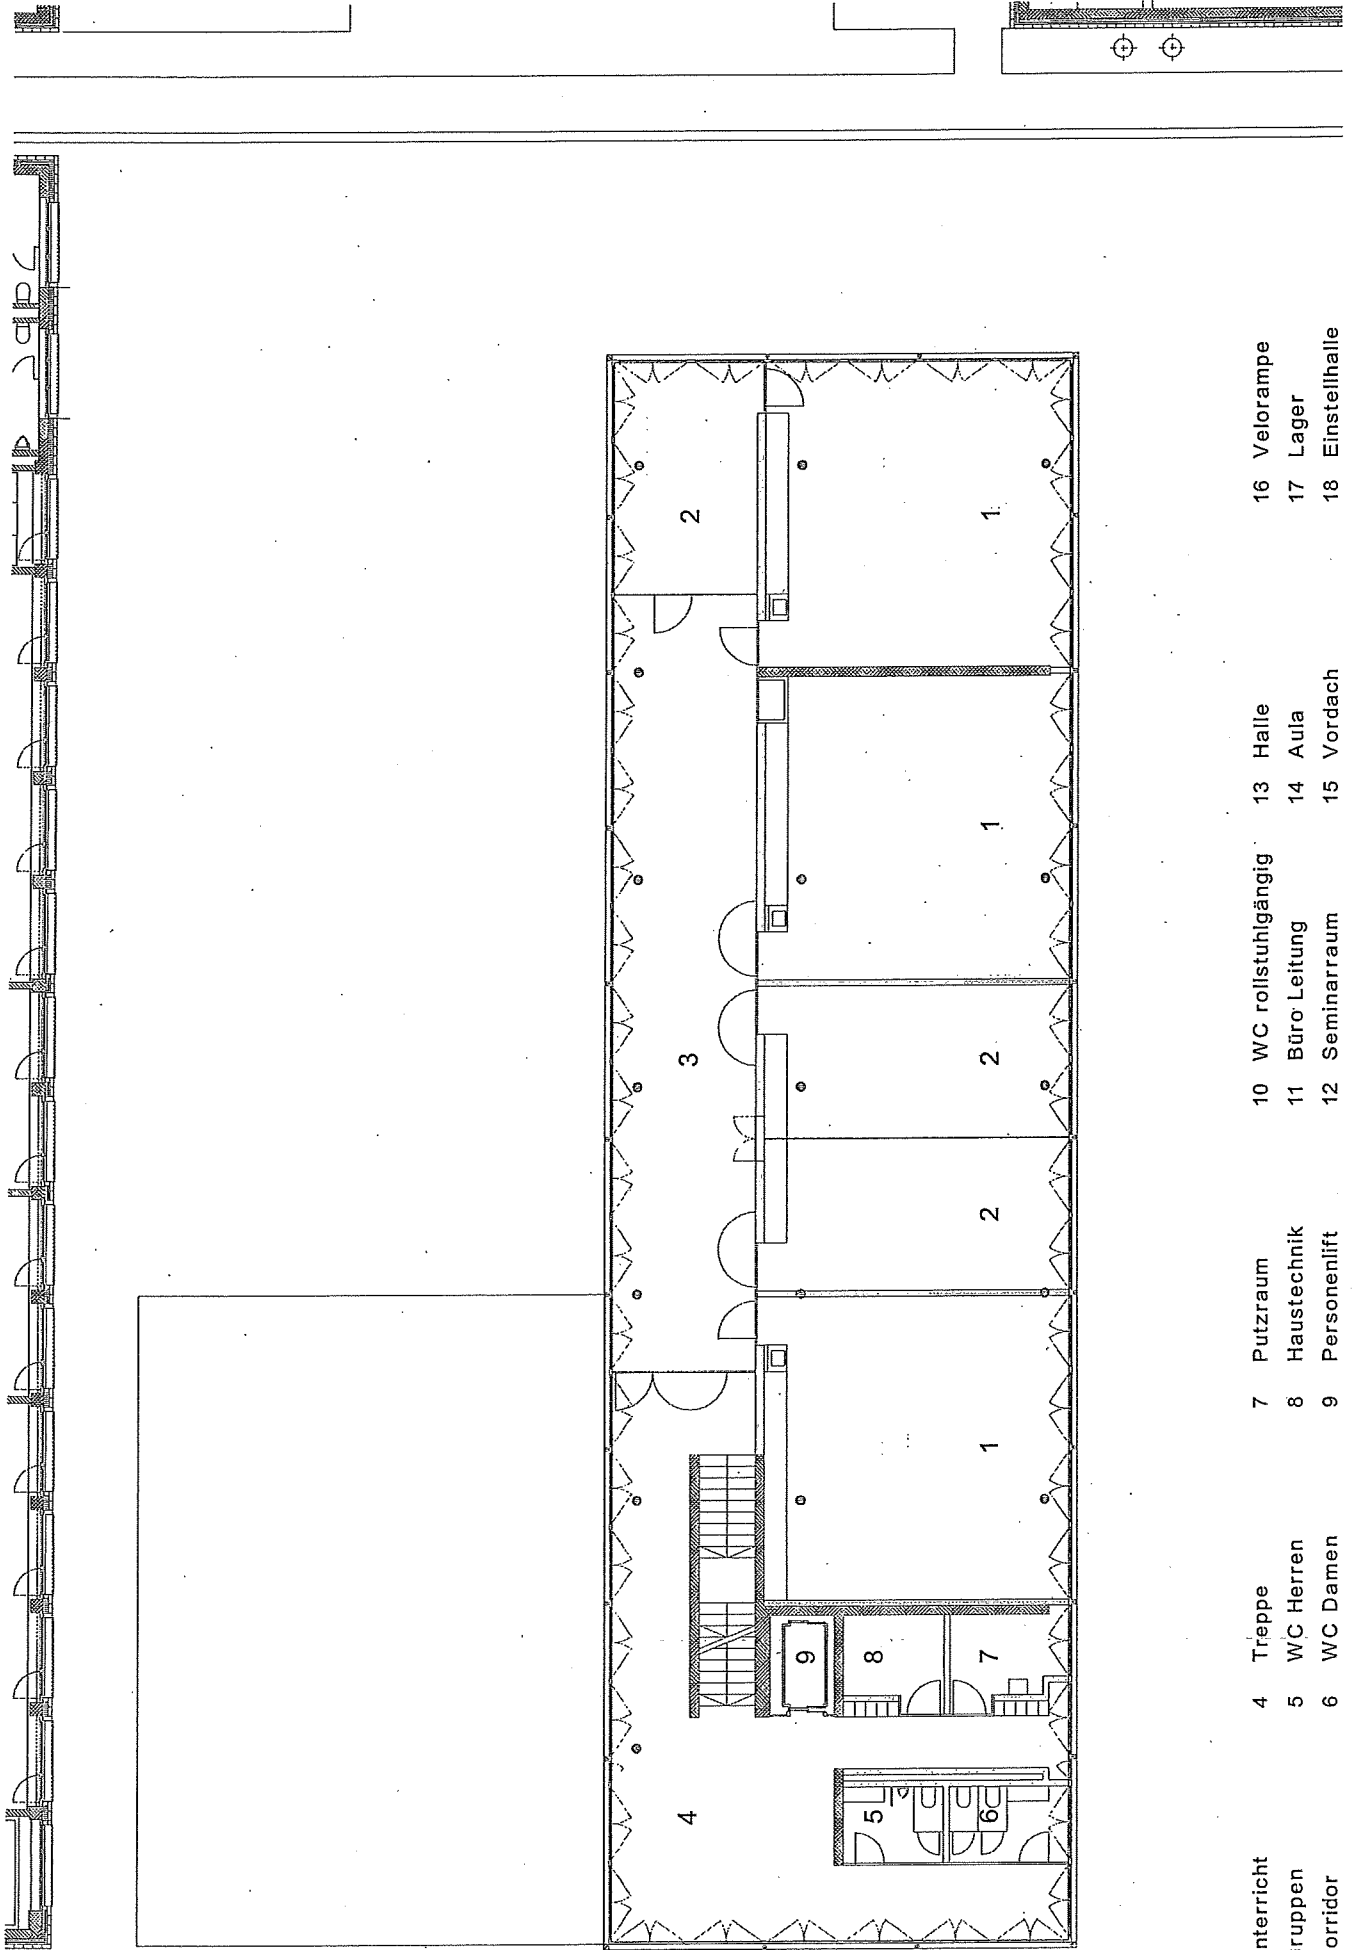 2
1
1
3
2
2
1
9
8
7
4
5
6
nterricht
ruppen
orridor
4 Treppe
5 WC Herren
6 WC Damen
7 Putzraum
8 Haustechnik
9 Personenlift
10 WC rollstuhlgängig
11 Büro Leitung
12 Seminarraum
13 Halle
14 Aula
15 Vordach
16 Velorampe
17 Lager
18 Einstellhalle